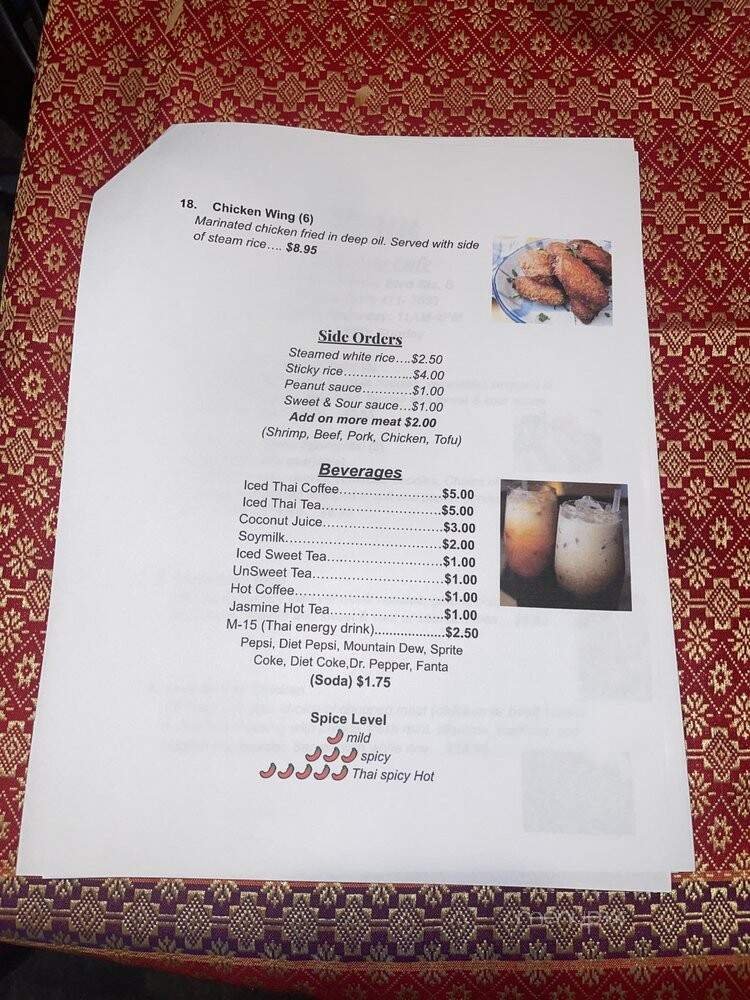 18. Chicken Wing (6)
Marinated chicken fried in deep oil. Served with side
of steam rice.... $8.95
Side Orders
Steamed white rice....$2.50
Sticky rice.................$4.00
Peanut sauce............$1.00
Sweet & Sour sauce...$1.00
Add on more meat $2.00
(Shrimp, Beef, Pork, Chicken, Tofu)
Beverages
Iced Thai Coffee.........................$5.00
Iced Thai Tea..............................$5.00
Coconut Juice.............................$3.00
Soymilk......................................$2.00
Iced Sweet Tea............................$1.00
UnSweet Tea................................$1.00
Hot Coffee....................................$1.00
Jasmine Hot Tea...........................$1.00
M-15 (Thai energy drink)....................$2.50
Pepsi, Diet Pepsi, Mountain Dew, Sprite
Coke, Diet Coke,Dr. Pepper, Fanta
(Soda) $1.75
Spice Level
mild
spicy
Thai spicy Hot